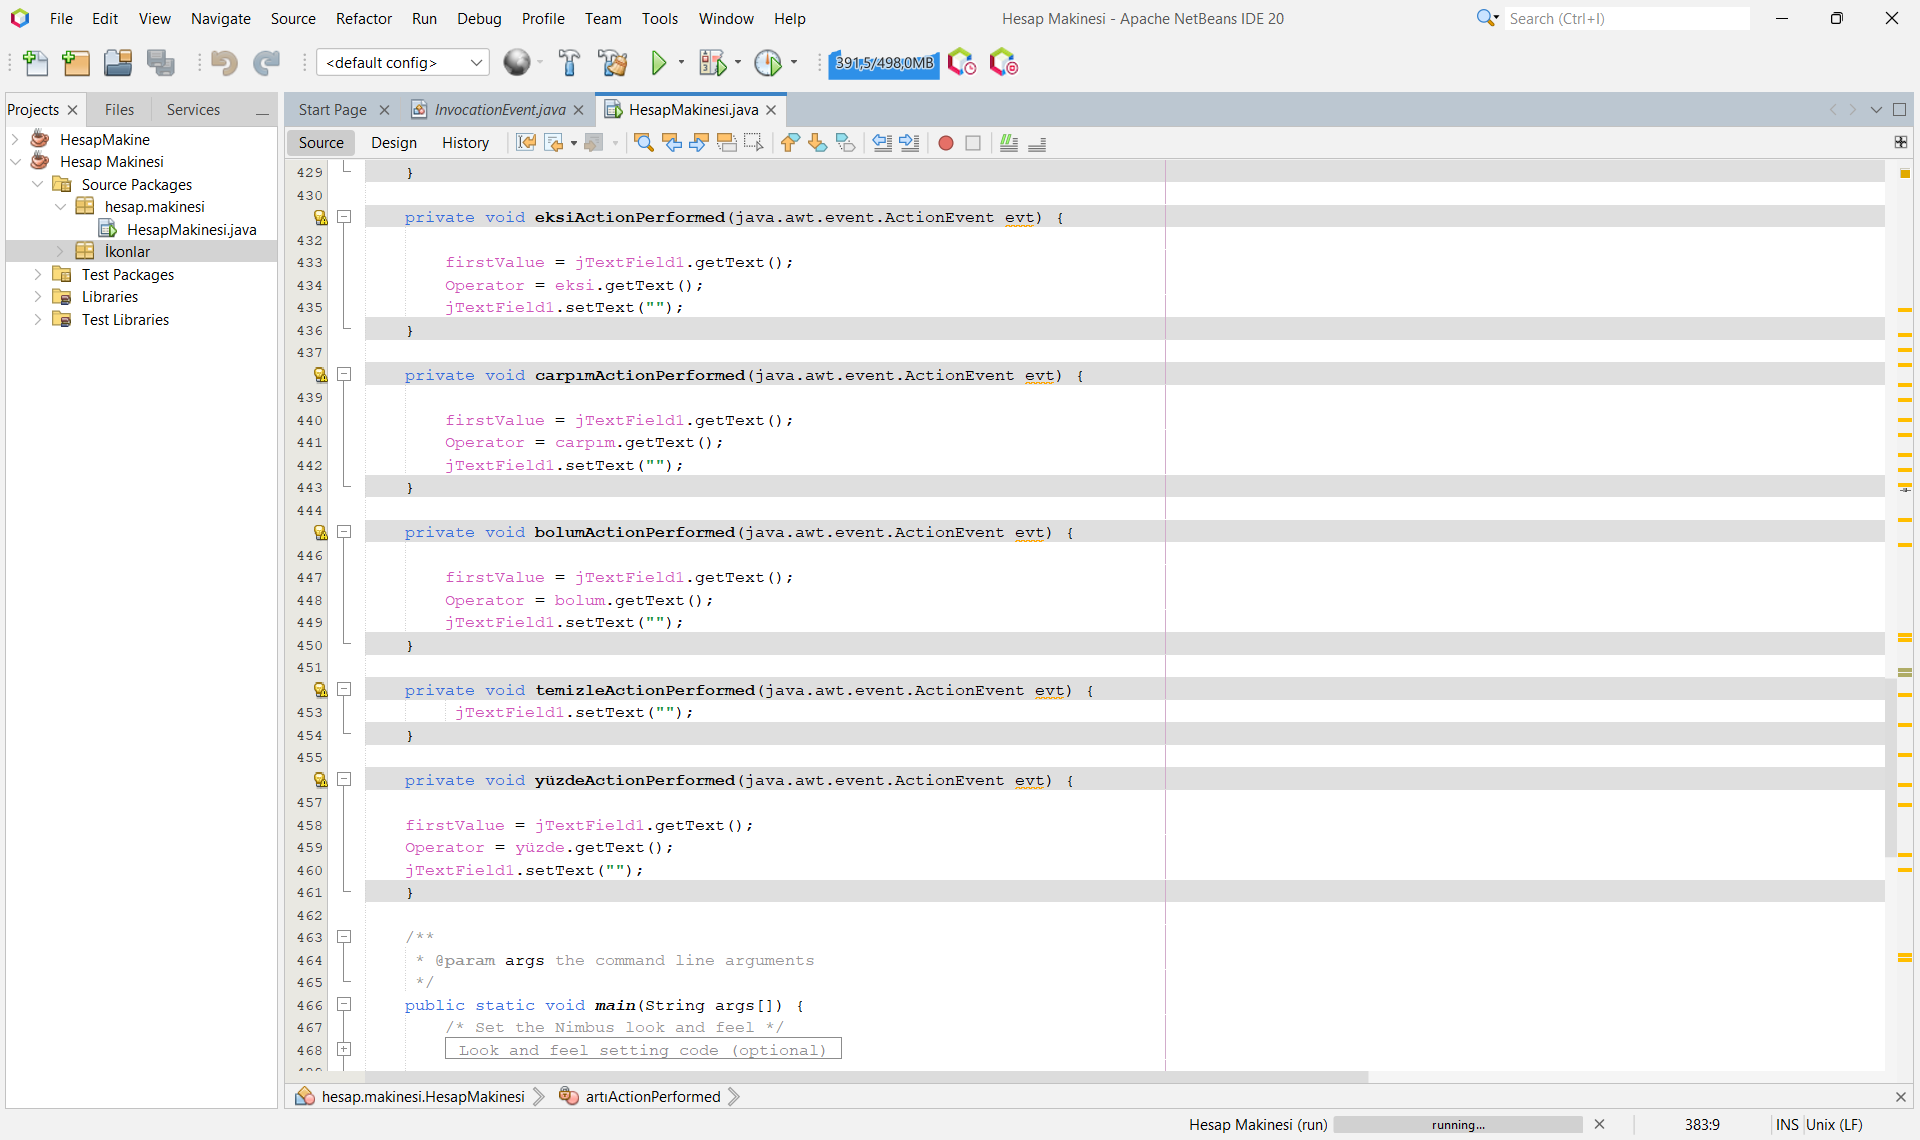 File Edit View Navigate Source Refactor Run Debug Profile Team Tools Window Help
Hesap Makinesi - Apache NetBeans IDE 20
Search (Ctrl+I)
<default config>
391,5/498,0MB
Projects Files Services
Start Page InvocationEvent.java HesapMakinesi.java
Source Design History
HesapMakine
Hesap Makinesi
Source Packages
hesap.makinesi
HesapMakinesi.java
İkonlar
Test Packages
Libraries
Test Libraries
429 }
430
private void eksiActionPerformed(java.awt.event.ActionEvent evt) {
432
433 firstValue = jTextField1.getText();
434 Operator = eksi.getText();
435 jTextField1.setText("");
436 }
437
private void carpımActionPerformed(java.awt.event.ActionEvent evt) {
439
440 firstValue = jTextField1.getText();
441 Operator = carpım.getText();
442 jTextField1.setText("");
443 }
444
private void bolumActionPerformed(java.awt.event.ActionEvent evt) {
446
447 firstValue = jTextField1.getText();
448 Operator = bolum.getText();
449 jTextField1.setText("");
450 }
451
private void temizleActionPerformed(java.awt.event.ActionEvent evt) {
453 jTextField1.setText("");
454 }
455
private void yüzdeActionPerformed(java.awt.event.ActionEvent evt) {
457
458 firstValue = jTextField1.getText();
459 Operator = yüzde.getText();
460 jTextField1.setText("");
461 }
462
463 /**
464 * @param args the command line arguments
465 */
466 public static void main(String args[]) {
467 /* Set the Nimbus look and feel */
468 Look and feel setting code (optional)
hesap.makinesi.HesapMakinesi artıActionPerformed
Hesap Makinesi (run) running... 383:9 INS Unix (LF)